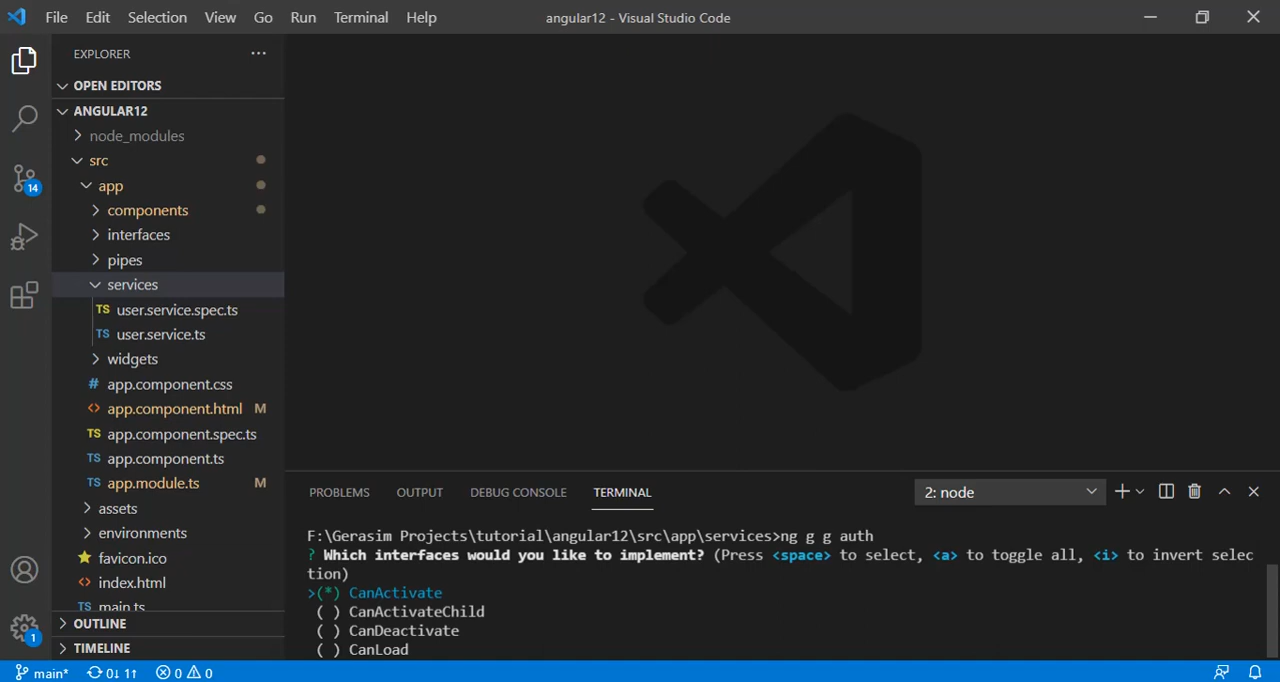 File Edit Selection View Go Run Terminal Help
angular12 - Visual Studio Code
EXPLORER
OPEN EDITORS
ANGULAR12
node_modules
src
app
components
interfaces
pipes
services
TS user.service.spec.ts
TS user.service.ts
widgets
# app.component.css
<> app.component.html M
TS app.component.spec.ts
TS app.component.ts
TS app.module.ts M
assets
environments
favicon.ico
<> index.html
TS main.ts
OUTLINE
TIMELINE
14
1
PROBLEMS OUTPUT DEBUG CONSOLE TERMINAL
2: node
F:\Gerasim Projects\tutorial\angular12\src\app\services>ng g g auth
? Which interfaces would you like to implement? (Press <space> to select, <a> to toggle all, <i> to invert selec
tion)
>(*) CanActivate
( ) CanActivateChild
( ) CanDeactivate
( ) CanLoad
main* 0↓ 1↑ 0 0